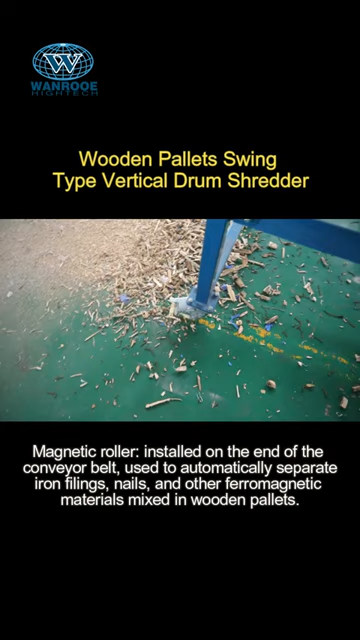 W
WANROOE
HIGHTECH
Wooden Pallets Swing
Type Vertical Drum Shredder
Magnetic roller: installed on the end of the
conveyor belt, used to automatically separate
iron filings, nails, and other ferromagnetic
materials mixed in wooden pallets.